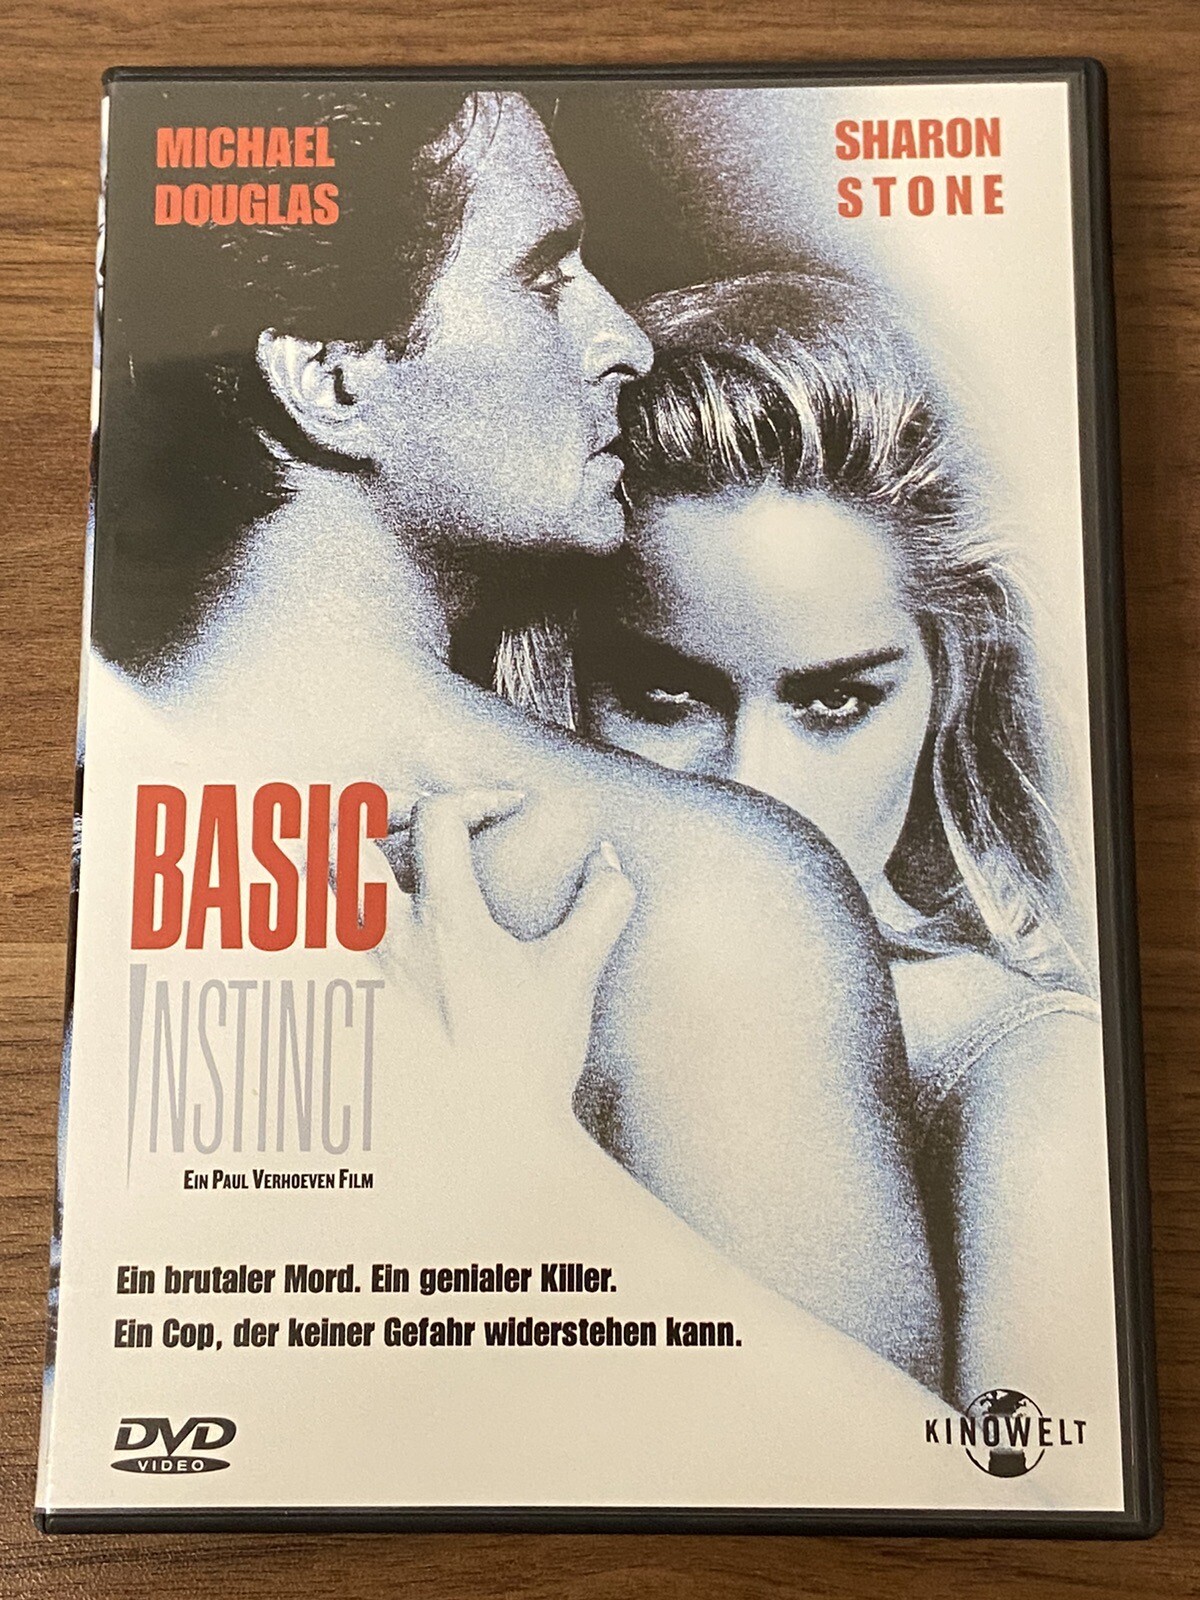 MICHAEL
DOUGLAS
SHARON
STONE
BASIC
INSTINCT
EIN PAUL VERHOEVEN FILM
Ein brutaler Mord. Ein genialer Killer.
Ein Cop, der keiner Gefahr widerstehen kann.
DVD
VIDEO
KINOWELT